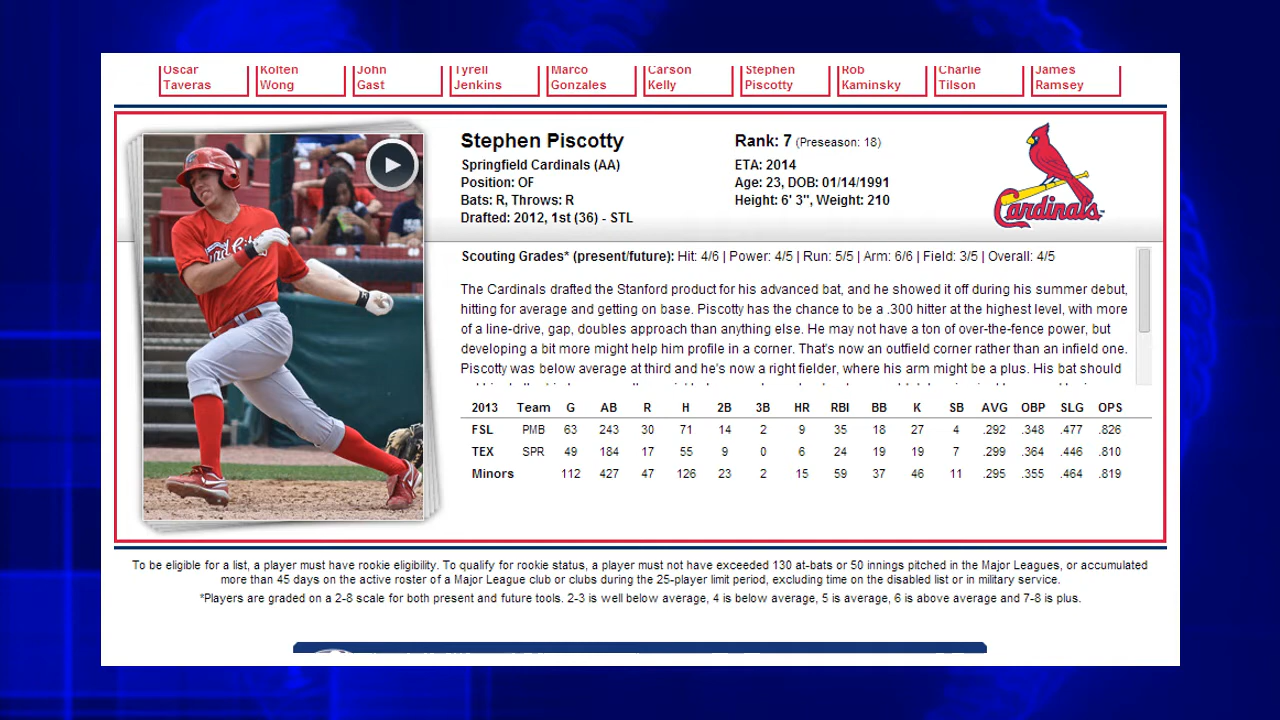 Oscar Taveras
Kolten Wong
John Gast
Tyrell Jenkins
Marco Gonzales
Carson Kelly
Stephen Piscotty
Rob Kaminsky
Charlie Tilson
James Ramsey
Stephen Piscotty
Springfield Cardinals (AA)
Position: OF
Bats: R, Throws: R
Drafted: 2012, 1st (36) - STL
Rank: 7 (Preseason: 18)
ETA: 2014
Age: 23, DOB: 01/14/1991
Height: 6' 3", Weight: 210
Cardinals
Scouting Grades* (present/future): Hit: 4/6 | Power: 4/5 | Run: 5/5 | Arm: 6/6 | Field: 3/5 | Overall: 4/5
The Cardinals drafted the Stanford product for his advanced bat, and he showed it off during his summer debut,
hitting for average and getting on base. Piscotty has the chance to be a .300 hitter at the highest level, with more
of a line-drive, gap, doubles approach than anything else. He may not have a ton of over-the-fence power, but
developing a bit more might help him profile in a corner. That's now an outfield corner rather than an infield one.
Piscotty was below average at third and he's now a right fielder, where his arm might be a plus. His bat should
2013 Team G AB R H 2B 3B HR RBI BB K SB AVG OBP SLG OPS
FSL PMB 63 243 30 71 14 2 9 35 18 27 4 .292 .348 .477 .826
TEX SPR 49 184 17 55 9 0 6 24 19 19 7 .299 .364 .446 .810
Minors 112 427 47 126 23 2 15 59 37 46 11 .295 .355 .464 .819
To be eligible for a list, a player must have rookie eligibility. To qualify for rookie status, a player must not have exceeded 130 at-bats or 50 innings pitched in the Major Leagues, or accumulated
more than 45 days on the active roster of a Major League club or clubs during the 25-player limit period, excluding time on the disabled list or in military service.
*Players are graded on a 2-8 scale for both present and future tools. 2-3 is well below average, 4 is below average, 5 is average, 6 is above average and 7-8 is plus.